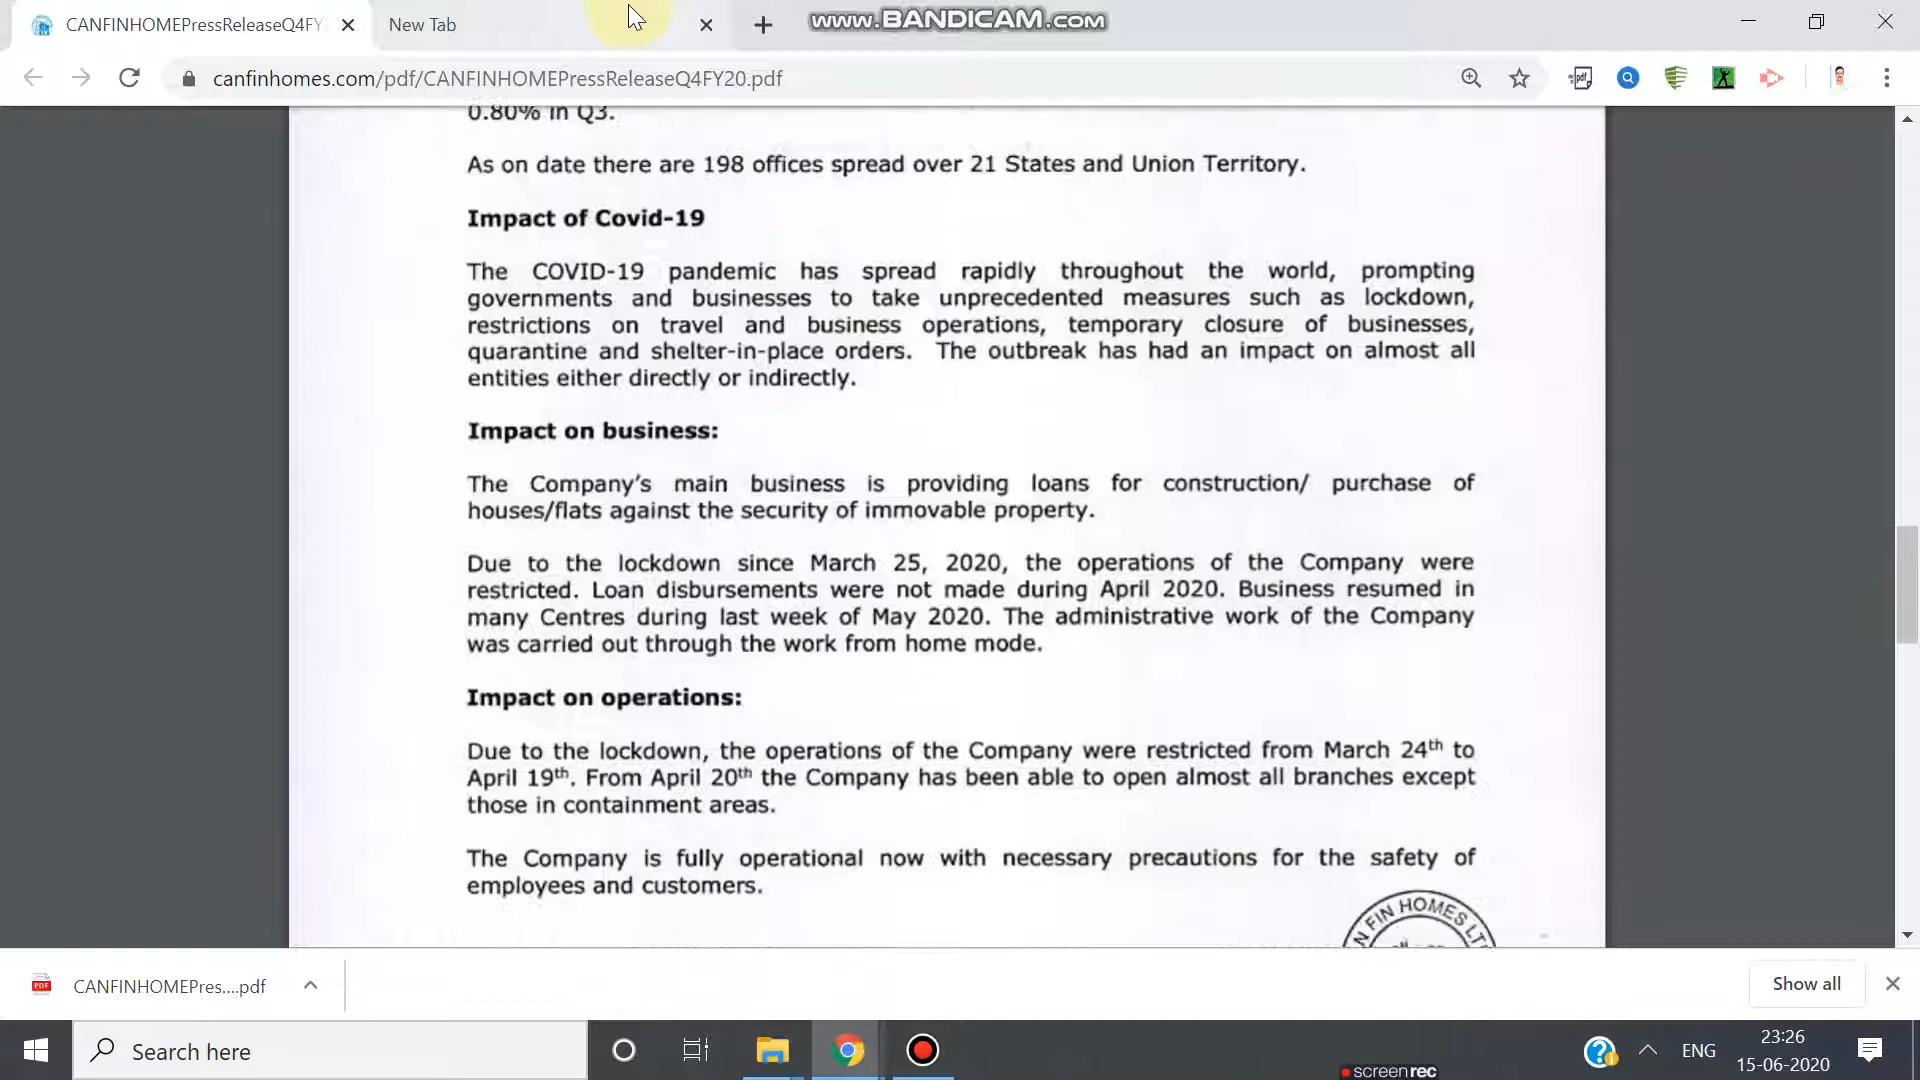 CANFINHOMEPressReleaseQ4FY
New Tab
www.BANDICAM.com
canfinhomes.com/pdf/CANFINHOMEPressReleaseQ4FY20.pdf
0.80% in Q3.
As on date there are 198 offices spread over 21 States and Union Territory.
Impact of Covid-19
The COVID-19 pandemic has spread rapidly throughout the world, prompting
governments and businesses to take unprecedented measures such as lockdown,
restrictions on travel and business operations, temporary closure of businesses,
quarantine and shelter-in-place orders. The outbreak has had an impact on almost all
entities either directly or indirectly.
Impact on business:
The Company's main business is providing loans for construction/ purchase of
houses/flats against the security of immovable property.
Due to the lockdown since March 25, 2020, the operations of the Company were
restricted. Loan disbursements were not made during April 2020. Business resumed in
many Centres during last week of May 2020. The administrative work of the Company
was carried out through the work from home mode.
Impact on operations:
Due to the lockdown, the operations of the Company were restricted from March 24th to
April 19th. From April 20th the Company has been able to open almost all branches except
those in containment areas.
The Company is fully operational now with necessary precautions for the safety of
employees and customers.
FIN HOMES
PDF
CANFINHOMEPres....pdf
Show all
Search here
ENG
23:26
15-06-2020
screenrec